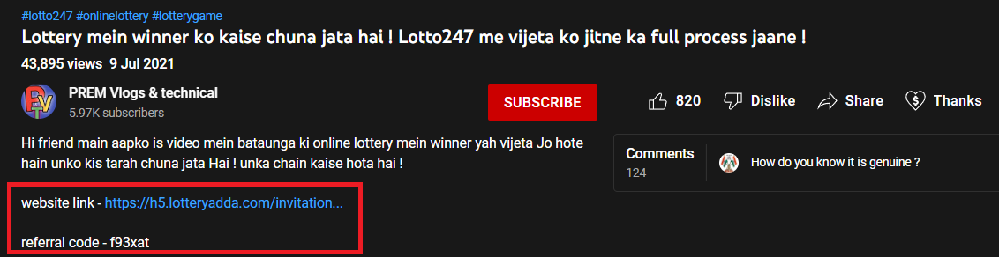 #lotto247 #onlinelottery #lotterygame
Lottery mein winner ko kaise chuna jata hai ! Lotto247 me vijeta ko jitne ka full process jaane !
43,895 views 9 Jul 2021
PREM Vlogs & technical
5.97K subscribers
SUBSCRIBE
820
Dislike
Share
Thanks
Hi friend main aapko is video mein bataunga ki online lottery mein winner yah vijeta Jo hote
hain unko kis tarah chuna jata Hai ! unka chain kaise hota hai !
website link - https://h5.lotteryadda.com/invitation...
referral code - f93xat
Comments
124
How do you know it is genuine ?